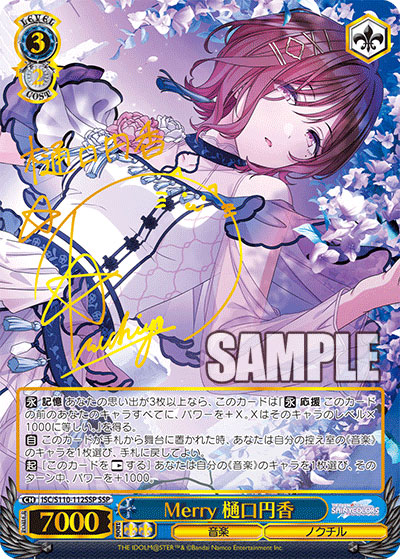 LEVEL
3
2
COST
樋口円香
SAMPLE
永 記憶 あなたの思い出が3枚以上なら、このカードは『永 応援 このカード
の前のあなたのキャラすべてに、パワーを+X。Xはそのキャラのレベル×
1000に等しい。』を得る。
自 このカードが手札から舞台に置かれた時、あなたは自分の控え室の《音楽》
のキャラを1枚選び、手札に戻してよい。
起 [このカードをレストする] あなたは自分の《音楽》のキャラを1枚選び、その
ターン中、パワーを+1000。
CH
ISC/S110-112SSP SSP
POWER
7000
SOUL
Merry 樋口円香
SHINYCOLORS
音楽
ノクチル
THE IDOLM@STER™& ©Bandai Namco Entertainment Inc.